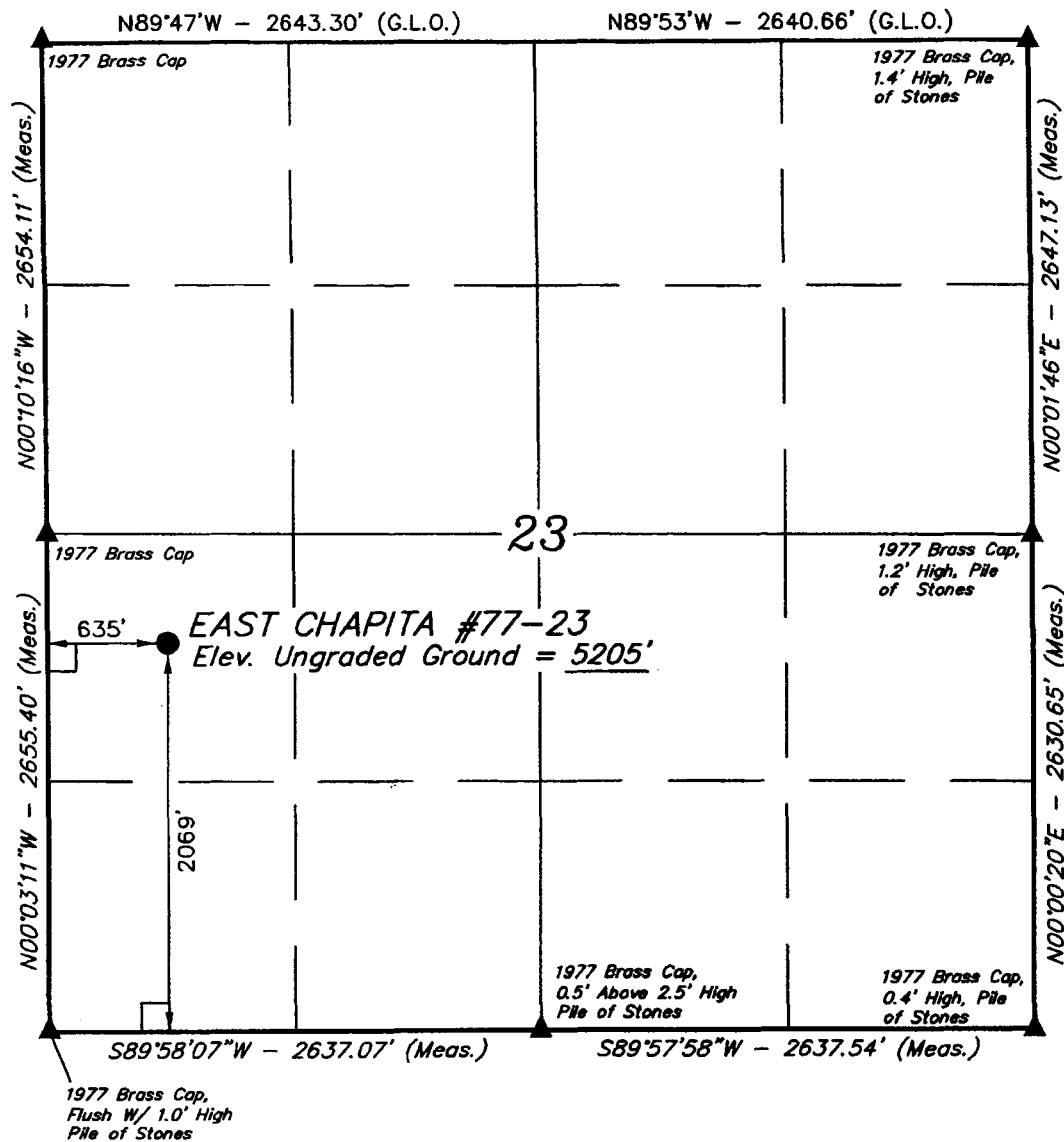 N89°47'W - 2643.30' (G.L.O.)
N89°53'W - 2640.66' (G.L.O.)
1977 Brass Cap
1977 Brass Cap,
1.4' High, Pile
of Stones
N00°10'16"W - 2654.11' (Meas.)
N00°01'46"E - 2647.13' (Meas.)
23
1977 Brass Cap
1977 Brass Cap,
1.2' High, Pile
of Stones
635'
EAST CHAPITA #77-23
Elev. Ungraded Ground = 5205'
N00°03'11"W - 2655.40' (Meas.)
N00°00'20"E - 2630.65' (Meas.)
2069'
1977 Brass Cap,
0.5' Above 2.5' High
Pile of Stones
1977 Brass Cap,
0.4' High, Pile
of Stones
S89°58'07"W - 2637.07' (Meas.)
S89°57'58"W - 2637.54' (Meas.)
1977 Brass Cap,
Flush W/ 1.0' High
Pile of Stones